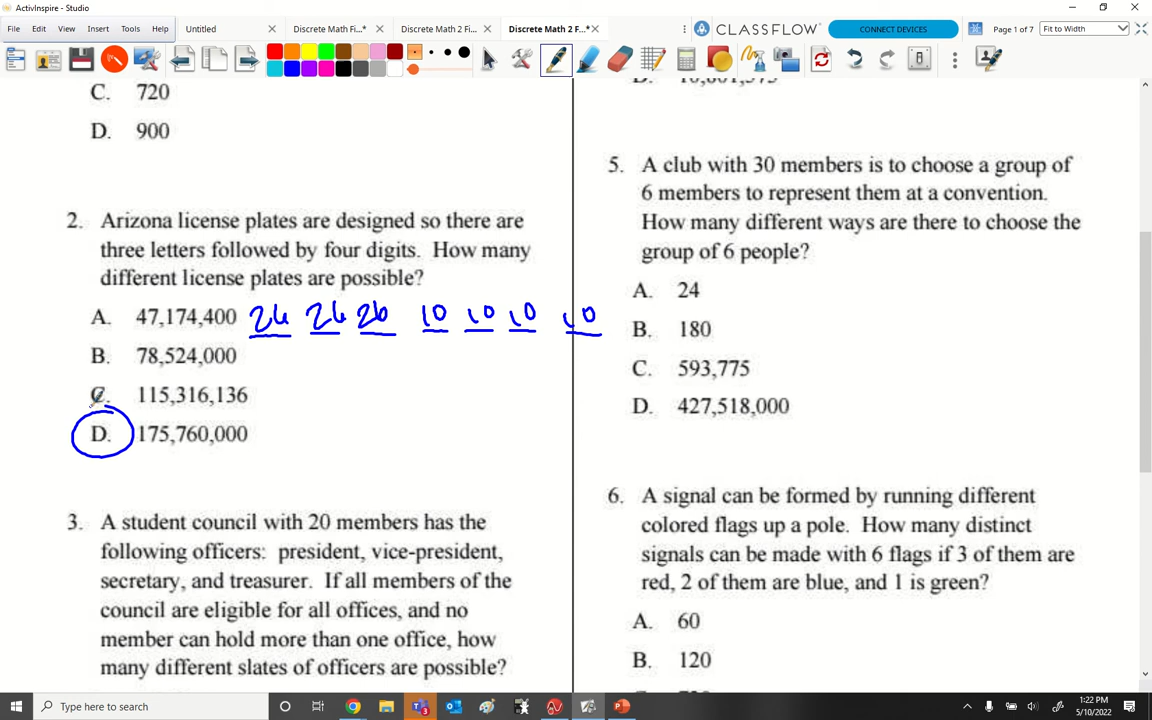 ActivInspire - Studio
File Edit View Insert Tools Help
Untitled
Discrete Math Fi...*
Discrete Math 2 Fi...
Discrete Math 2 F...*
CLASSFLOW
CONNECT DEVICES
Page 1 of 7
Fit to Width
C. 720
D. 900
2. Arizona license plates are designed so there are
three letters followed by four digits. How many
different license plates are possible?
A. 47,174,400 26 26 26 10 10 10 10
B. 78,524,000
C. 115,316,136
D. 175,760,000
3. A student council with 20 members has the
following officers: president, vice-president,
secretary, and treasurer. If all members of the
council are eligible for all offices, and no
member can hold more than one office, how
many different slates of officers are possible?
5. A club with 30 members is to choose a group of
6 members to represent them at a convention.
How many different ways are there to choose the
group of 6 people?
A. 24
B. 180
C. 593,775
D. 427,518,000
6. A signal can be formed by running different
colored flags up a pole. How many distinct
signals can be made with 6 flags if 3 of them are
red, 2 of them are blue, and 1 is green?
A. 60
B. 120
Type here to search
1:22 PM
5/10/2022